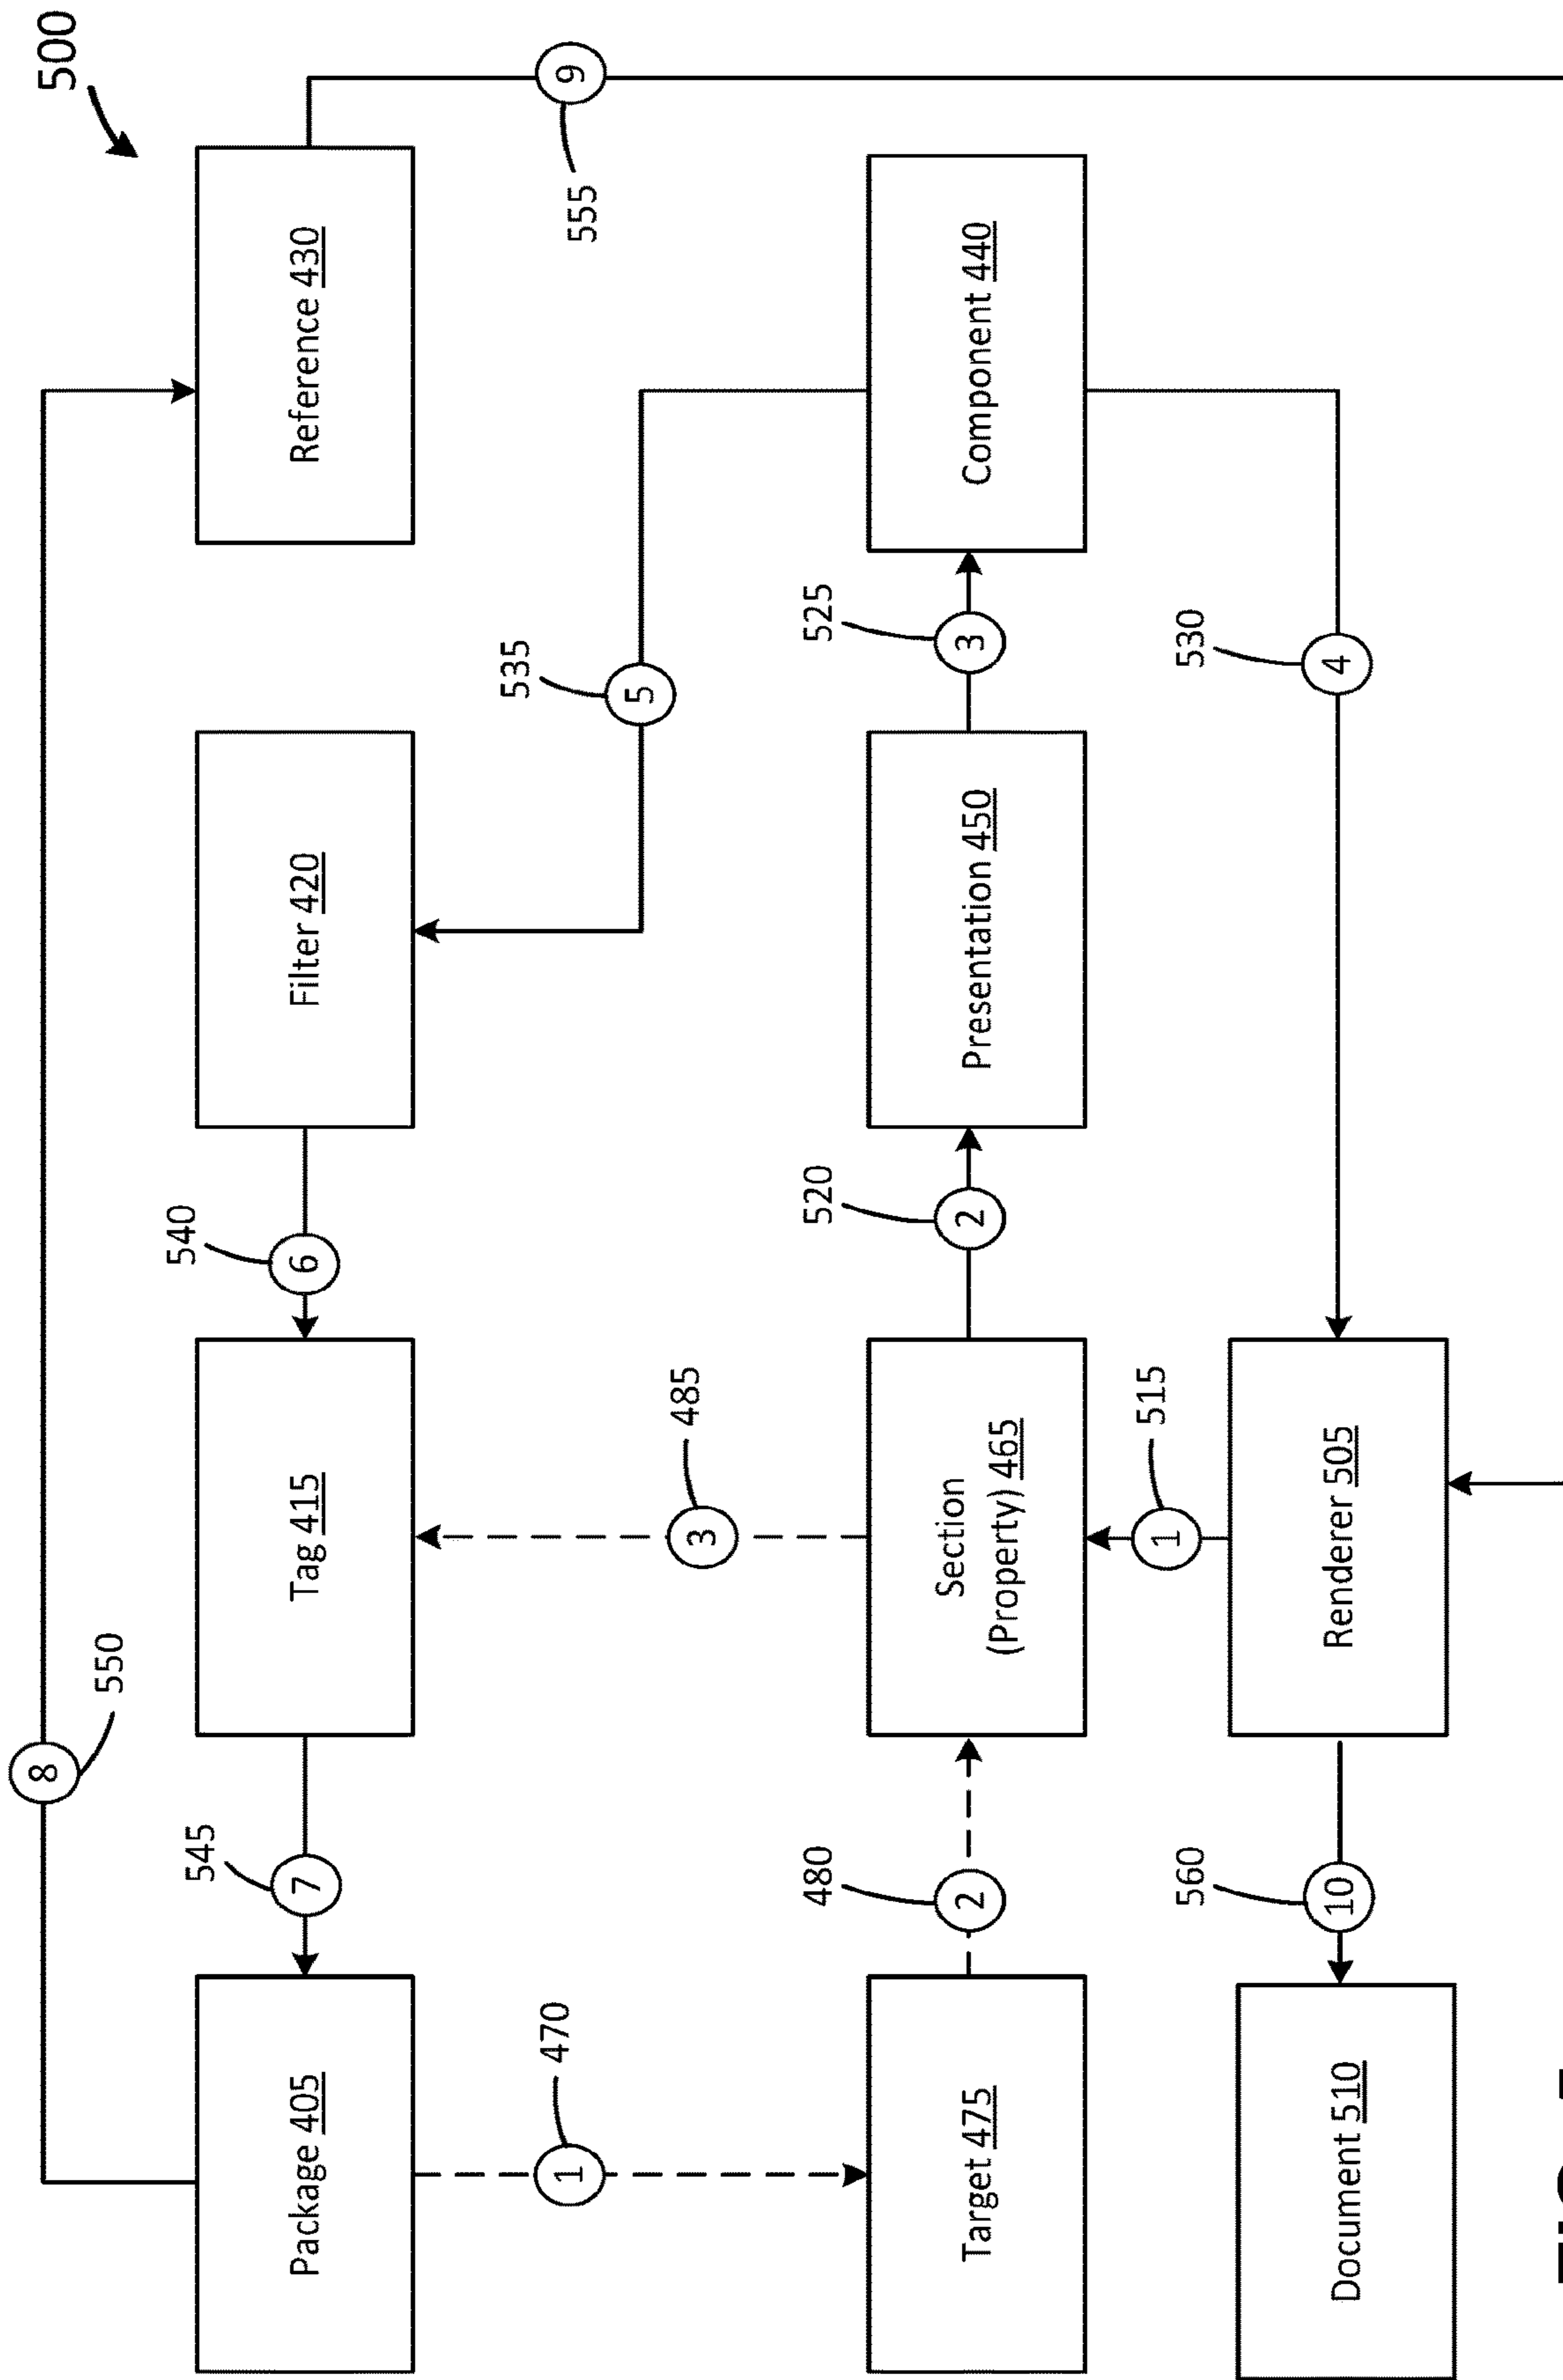 500
8
550
545
540
Package 405
7
Tag 415
6
Filter 420
Reference 430
535
470
1
9
555
5
485
3
480
520
525
Target 475
2
Section
(Property) 465
2
Presentation 450
3
Component 440
515
1
560
530
Document 510
10
Renderer 505
4